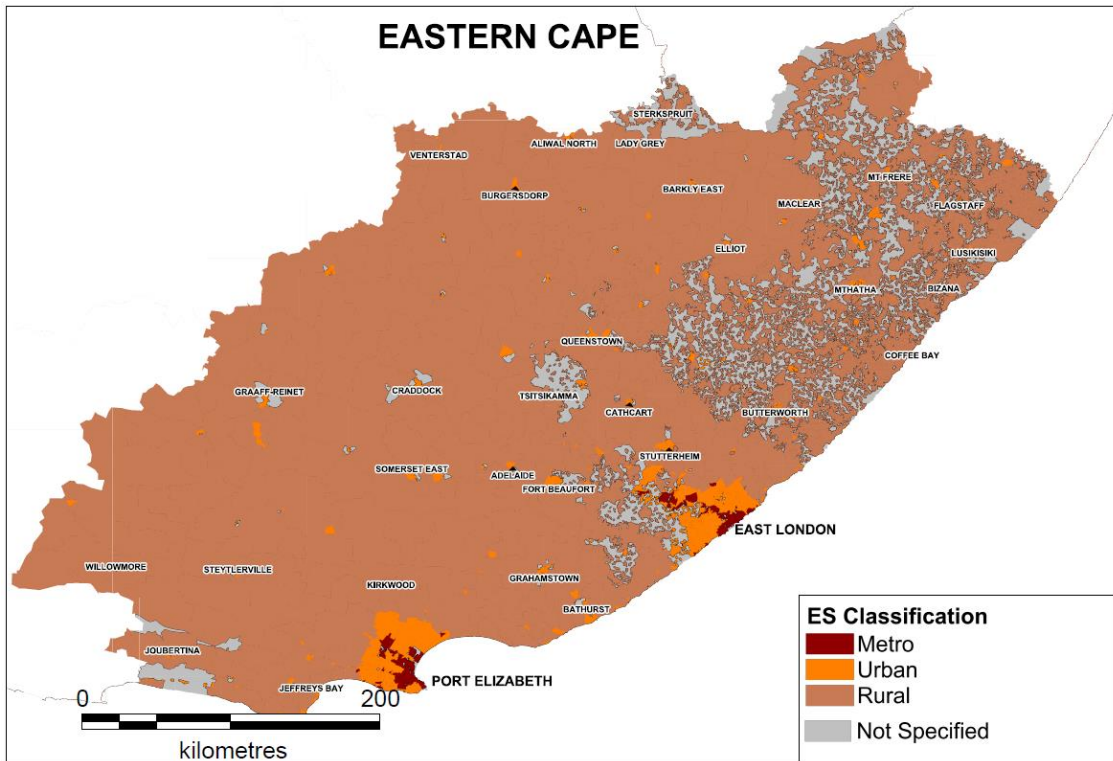 EASTERN CAPE
STERKSPRUIT
ALIWAL NORTH
LADY GREY
VENTERSTAD
MT FRERE
BURGERSDORP
BARKLY EAST
MACLEAR
FLAGSTAFF
ELLIOT
LUSIKISIKI
MTHATHA
BIZANA
QUEENSTOWN
COFFEE BAY
GRAAFF-REINET
CRADDOCK
TSITSIKAMMA
CATHCART
BUTTERWORTH
STUTTERHEIM
SOMERSET EAST
ADELAIDE
FORT BEAUFORT
EAST LONDON
WILLOWMORE
STEYTLERVILLE
GRAHAMSTOWN
KIRKWOOD
BATHURST
JOUBERTINA
PORT ELIZABETH
JEFFREYS BAY
0 200
kilometres
ES Classification
Metro
Urban
Rural
Not Specified